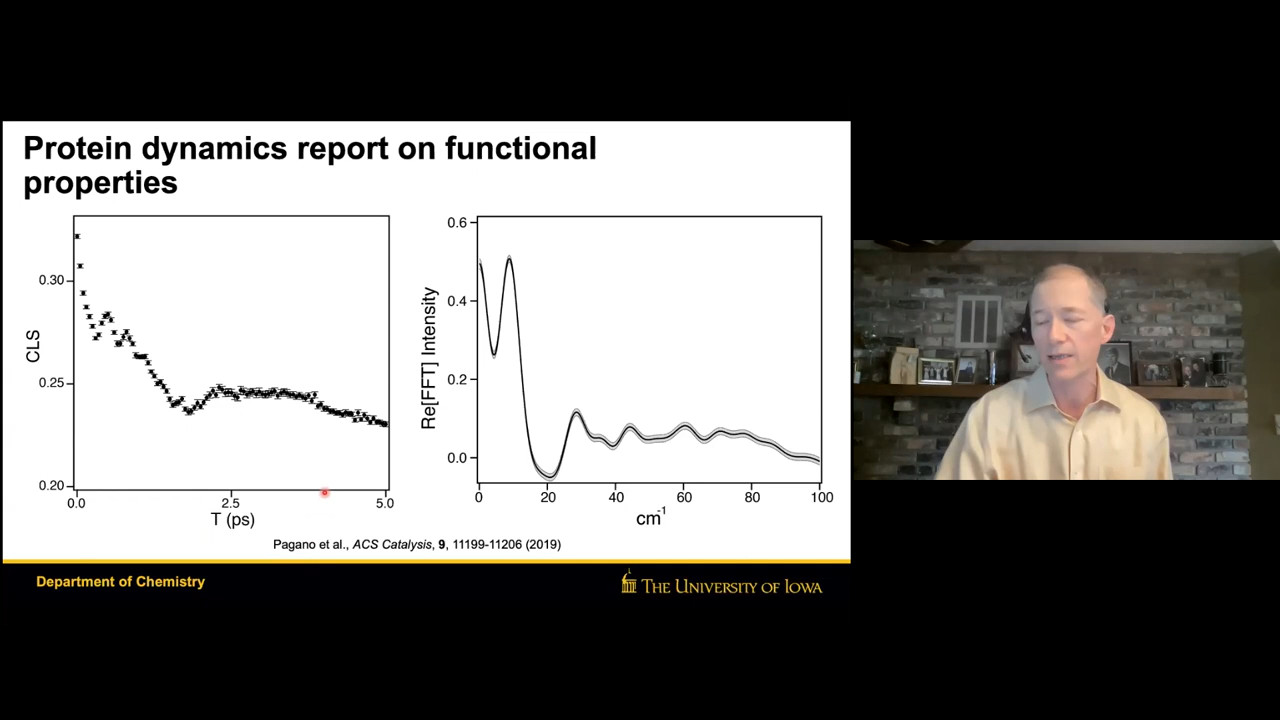 Protein dynamics report on functional
properties
0.30
0.25
0.20
CLS
0.0
2.5
5.0
T (ps)
0.6
0.4
0.2
0.0
Re[FFT] Intensity
0
20
40
60
80
100
cm-1
Pagano et al., ACS Catalysis, 9, 11199-11206 (2019)
Department of Chemistry
THE UNIVERSITY OF IOWA